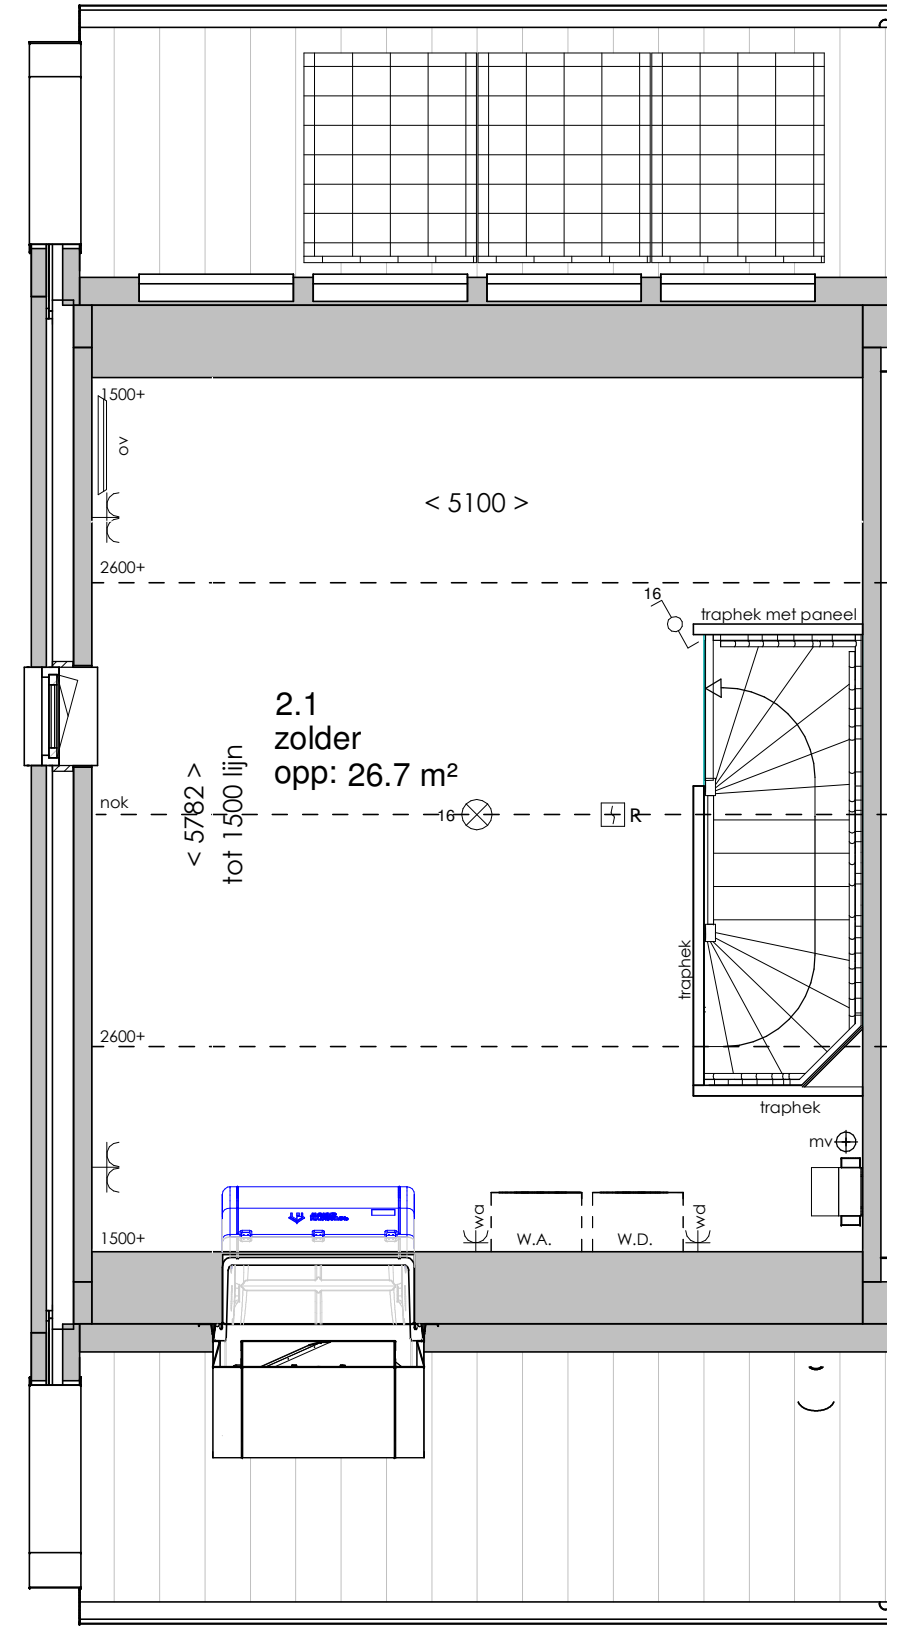 1500+
ov
< 5100 >
2600+
16
traphek met paneel
2.1
zolder
opp: 26.7 m²
< 5782 >
tot 1500 lijn
nok
16
R
traphek
2600+
traphek
mv
wa
W.A.
W.D.
wd
1500+